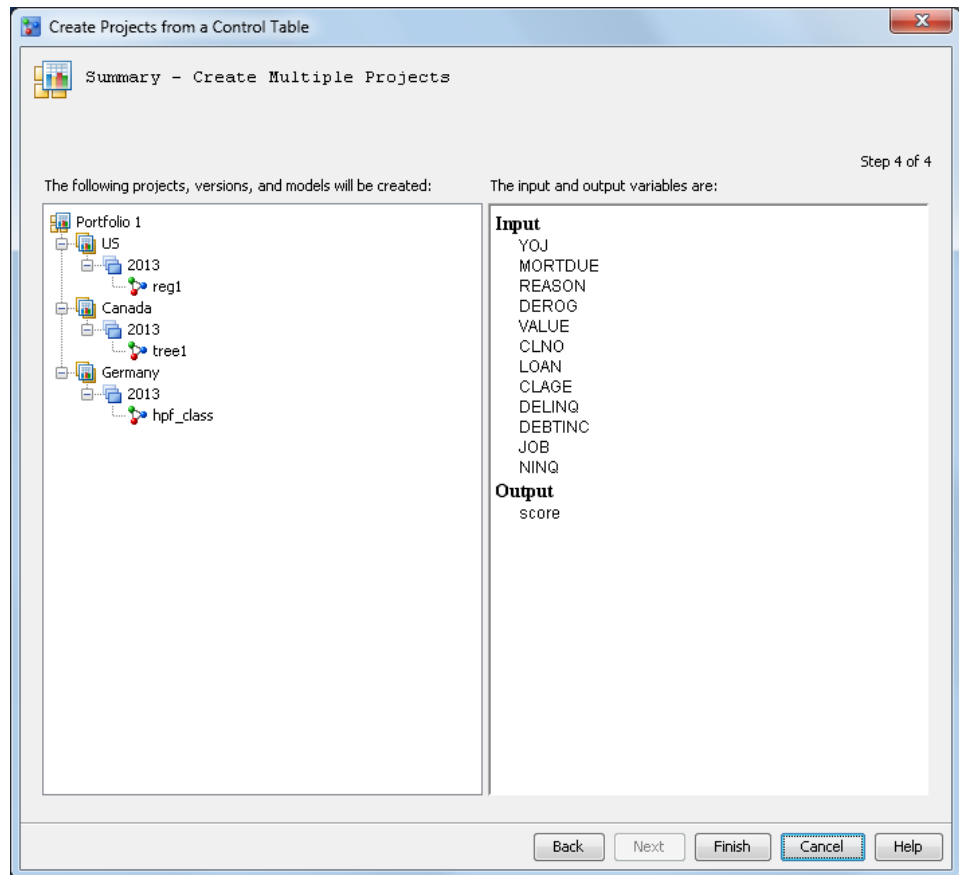 Create Projects from a Control Table
Summary - Create Multiple Projects
Step 4 of 4
The following projects, versions, and models will be created:
Portfolio 1
US
2013
reg1
Canada
2013
tree1
Germany
2013
hpf_class
The input and output variables are:
Input
YOJ
MORTDUE
REASON
DEROG
VALUE
CLNO
LOAN
CLAGE
DELINQ
DEBTINC
JOB
NINQ
Output
score
Back
Next
Finish
Cancel
Help